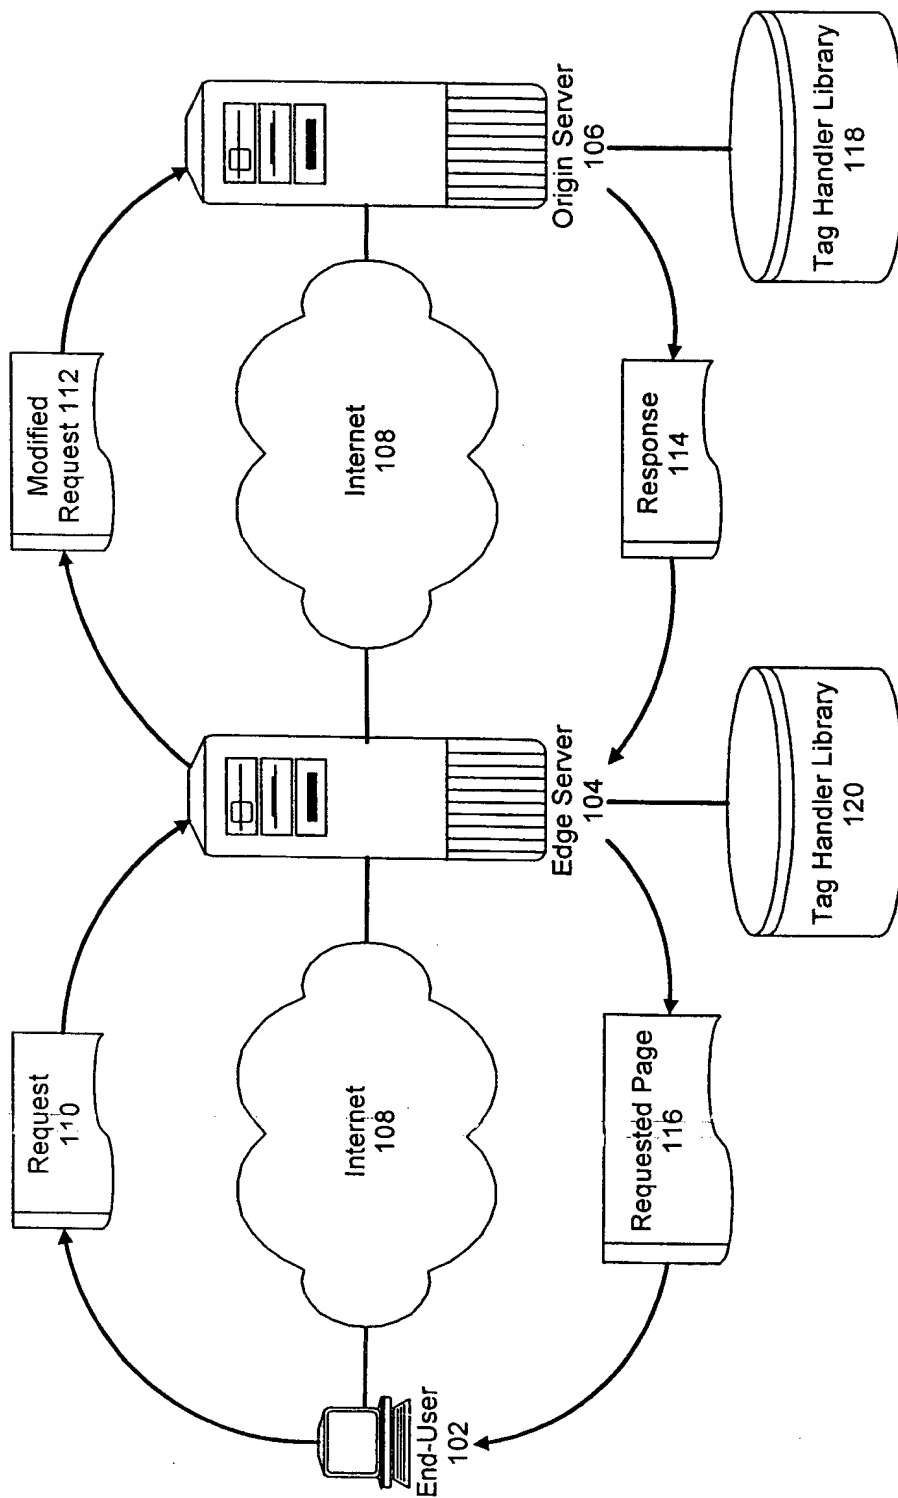 Request
110
Modified
Request 112
Internet
108
Internet
108
End-User
102
Edge Server
104
Origin Server
106
Requested Page
116
Response
114
Tag Handler Library
120
Tag Handler Library
118